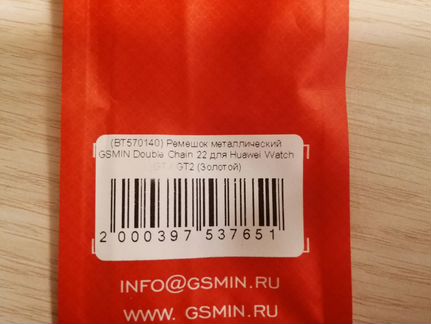 (BT570140) Ремешок металлический
GSMIN Double Chain 22 для Huawei Watch
GT / GT2 (Золотой)
2 000397 537651
INFO@GSMIN.RU
WWW. GSMIN.RU